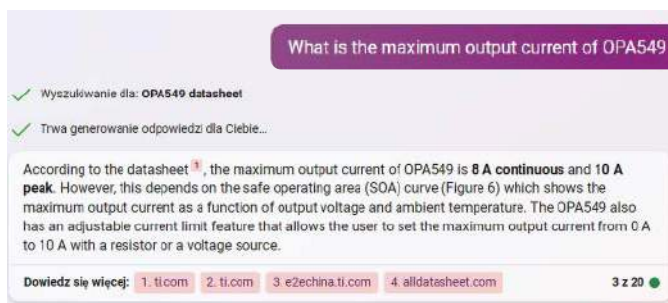 What is the maximum output current of OPA549
Wyszukiwanie dla: OPA549 datasheet
Trwa generowanie odpowiedzi dla Ciebie...
According to the datasheet 1, the maximum output current of OPA549 is 8 A continuous and 10 A
peak. However, this depends on the safe operating area (SOA) curve (Figure 6) which shows the
maximum output current as a function of output voltage and ambient temperature. The OPA549 also
has an adjustable current limit feature that allows the user to set the maximum output current from 0 A
to 10 A with a resistor or a voltage source.
Dowiedz się więcej: 1. ti.com 2. ti.com 3. e2echina.ti.com 4. alldatasheet.com 3 z 20